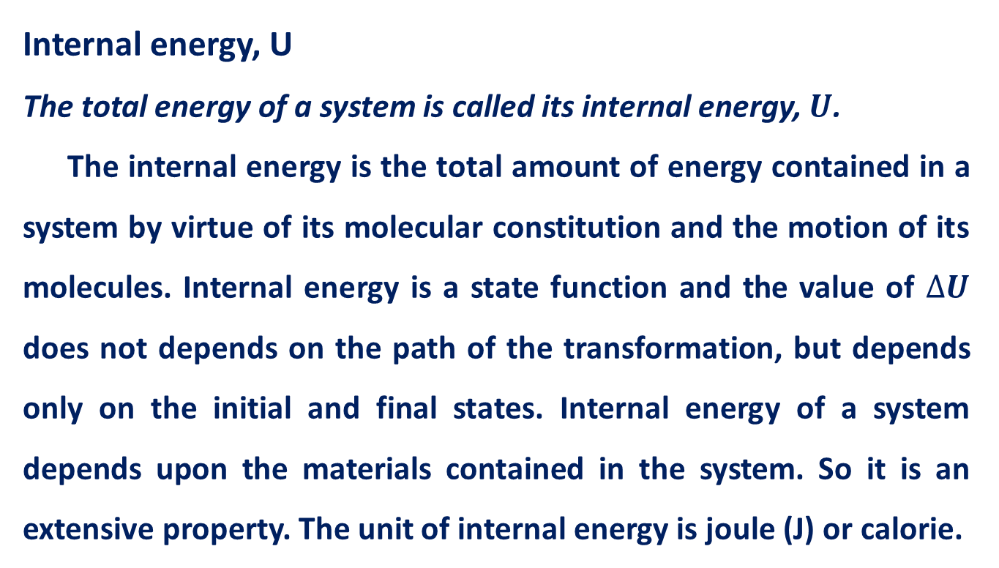 Internal energy, U
The total energy of a system is called its internal energy, U.
The internal energy is the total amount of energy contained in a
system by virtue of its molecular constitution and the motion of its
molecules. Internal energy is a state function and the value of ΔU
does not depends on the path of the transformation, but depends
only on the initial and final states. Internal energy of a system
depends upon the materials contained in the system. So it is an
extensive property. The unit of internal energy is joule (J) or calorie.